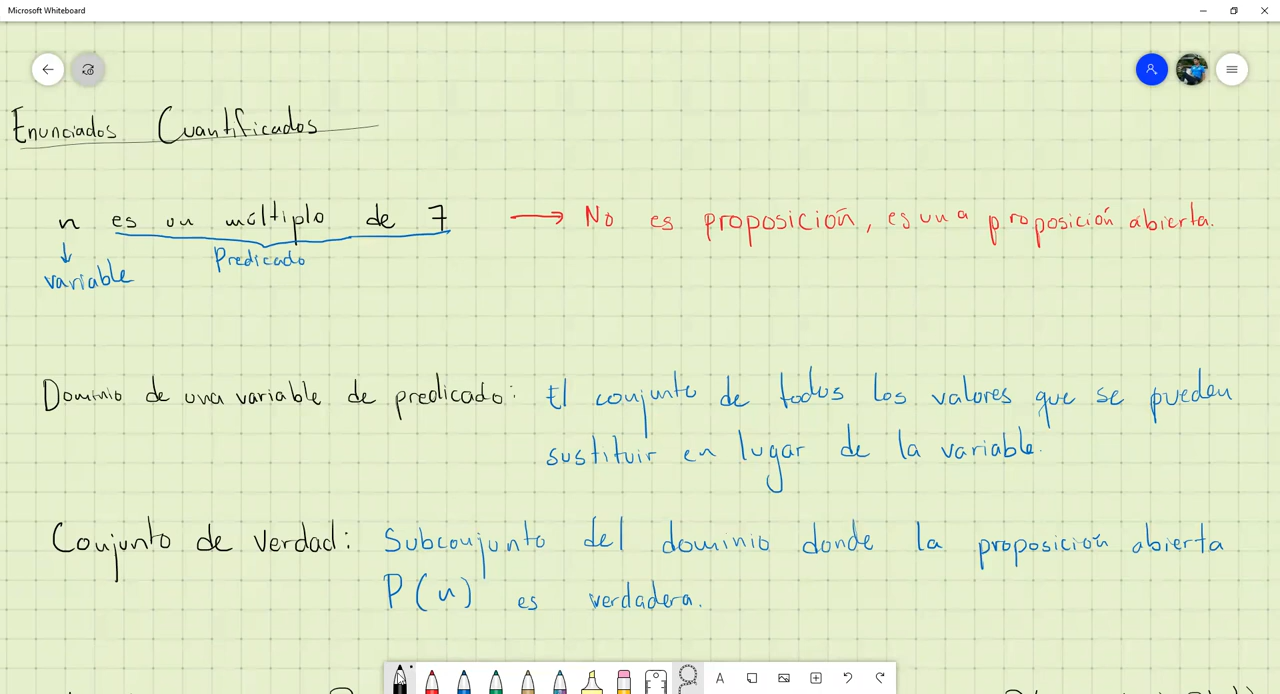 Microsoft Whiteboard
Enunciados Cuantificados
n es un múltiplo de 7 → No es proposición, es una proposición abierta.
variable
Predicado
Dominio de una variable de predicado: El conjunto de todos los valores que se pueden
sustituir en lugar de la variable.
Conjunto de verdad: Subconjunto del dominio donde la proposición abierta
P(n) es verdadera.